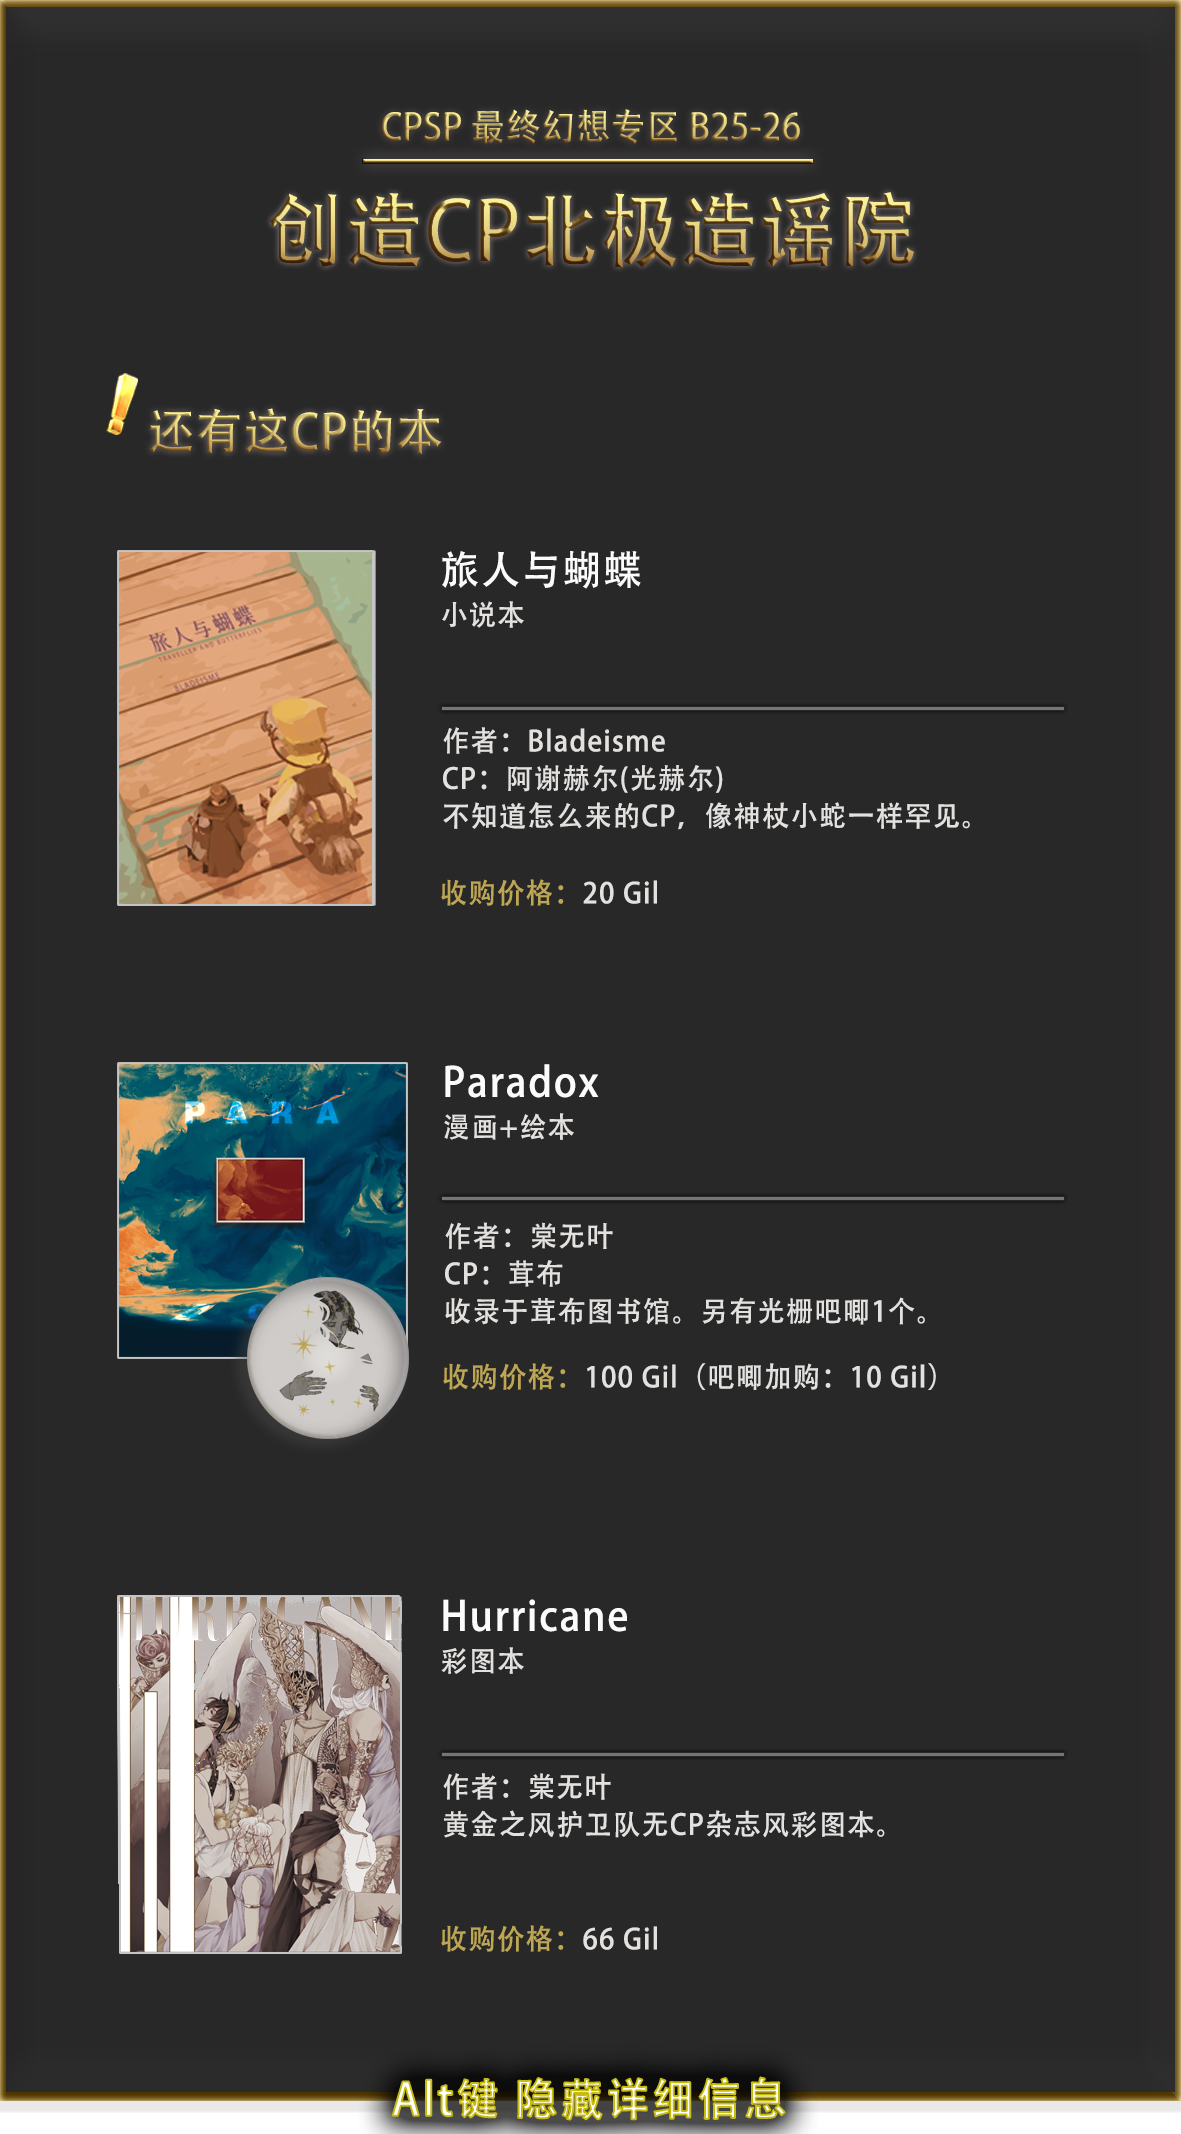 CPSP 最终幻想专区 B25-26
创造CP北极造谣院
还有这CP的本
旅人与蝴蝶
TRAVELLER AND BUTTERFLIES
BLADEISME
旅人与蝴蝶
小说本
作者：Bladeisme
CP：阿谢赫尔(光赫尔)
不知道怎么来的CP，像神杖小蛇一样罕见。
收购价格：20 Gil
PARA
Paradox
漫画+绘本
作者：棠无叶
CP：茸布
收录于茸布图书馆。另有光栅吧唧1个。
收购价格：100 Gil（吧唧加购：10 Gil）
HURRICANE
Hurricane
彩图本
作者：棠无叶
黄金之风护卫队无CP杂志风彩图本。
收购价格：66 Gil
Alt键 隐藏详细信息